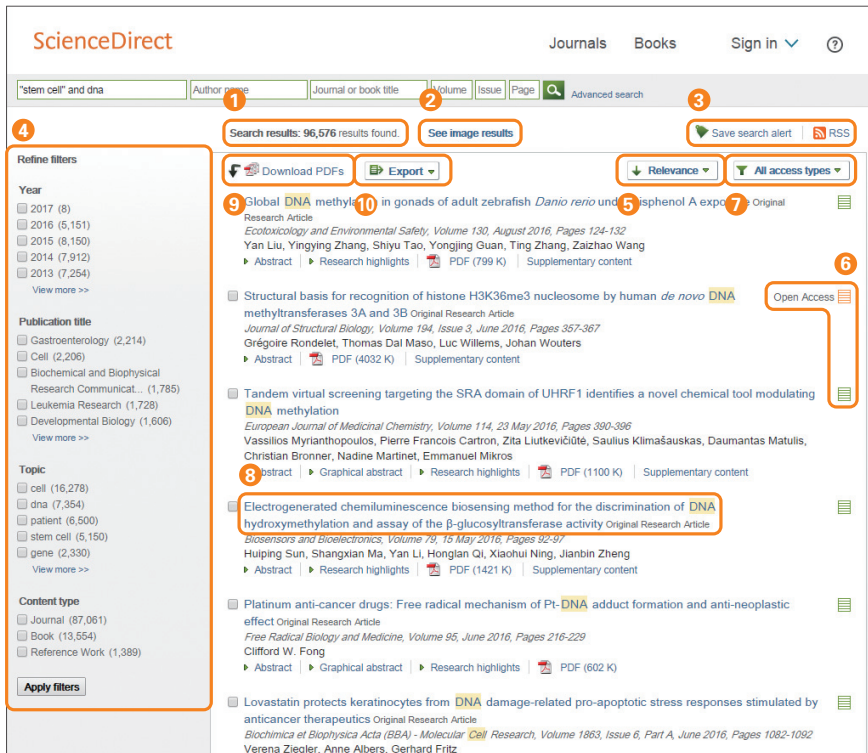 ScienceDirect
Journals Books Sign in ?
"stem cell" and dna Author name Journal or book title Volume Issue Page Advanced search
1 2 3
4
Search results: 96,576 results found. See image results Save search alert RSS
Refine filters
Year
2017 (8)
2016 (5,151)
2015 (8,150)
2014 (7,912)
2013 (7,254)
View more >>
Publication title
Gastroenterology (2,214)
Cell (2,206)
Biochemical and Biophysical
Research Communicat... (1,785)
Leukemia Research (1,728)
Developmental Biology (1,606)
View more >>
Topic
cell (16,278)
dna (7,354)
patient (6,500)
stem cell (5,150)
gene (2,330)
View more >>
Content type
Journal (87,061)
Book (13,554)
Reference Work (1,389)
Apply filters
Download PDFs Export Relevance All access types
9 10 5 7
Global DNA in gonads of adult zebrafish Danio rerio Original
Research Article
Ecotoxicology and Environmental Safety, Volume 130, August 2016, Pages 124-132
Yan Liu, Yingying Zhang, Shiyu Tao, Yongjing Guan, Ting Zhang, Zaizhao Wang
Abstract Research highlights PDF (799 K) Supplementary content
6
Structural basis for recognition of histone H3K36me3 nucleosome by human de novo DNA Open Access
methyltransferases 3A and 3B Original Research Article
Journal of Structural Biology, Volume 194, Issue 3, June 2016, Pages 357-367
Grégoire Rondelet, Thomas Dal Maso, Luc Willems, Johan Wouters
Abstract PDF (4032 K) Supplementary content
Tandem virtual screening targeting the SRA domain of UHRF1 identifies a novel chemical tool modulating
DNA methylation
European Journal of Medicinal Chemistry, Volume 114, 23 May 2016, Pages 390-396
Vassilios Myrianthopoulos, Pierre Francois Cartron, Zita Liutkevičiūtė, Saulius Klimašauskas, Daumantas Matulis,
Christian Bronner, Nadine Martinet, Emmanuel Mikros
Abstract Graphical abstract Research highlights PDF (1100 K) Supplementary content
8
Electrogenerated chemiluminescence biosensing method for the discrimination of DNA
hydroxymethylation and assay of the β-glucosyltransferase activity Original Research Article
Biosensors and Bioelectronics, Volume 79, 15 May 2016, Pages 92-97
Huiping Sun, Shangxian Ma, Yan Li, Honglan Qi, Xiaohui Ning, Jianbin Zheng
Abstract Research highlights PDF (1421 K) Supplementary content
Platinum anti-cancer drugs: Free radical mechanism of Pt-DNA adduct formation and anti-neoplastic
effect Original Research Article
Free Radical Biology and Medicine, Volume 95, June 2016, Pages 216-229
Clifford W. Fong
Abstract Graphical abstract Research highlights PDF (602 K)
Lovastatin protects keratinocytes from DNA damage-related pro-apoptotic stress responses stimulated by
anticancer therapeutics Original Research Article
Biochimica et Biophysica Acta (BBA) - Molecular Cell Research, Volume 1863, Issue 6, Part A, June 2016, Pages 1082-1092
Verena Ziegler, Anne Albers, Gerhard Fritz